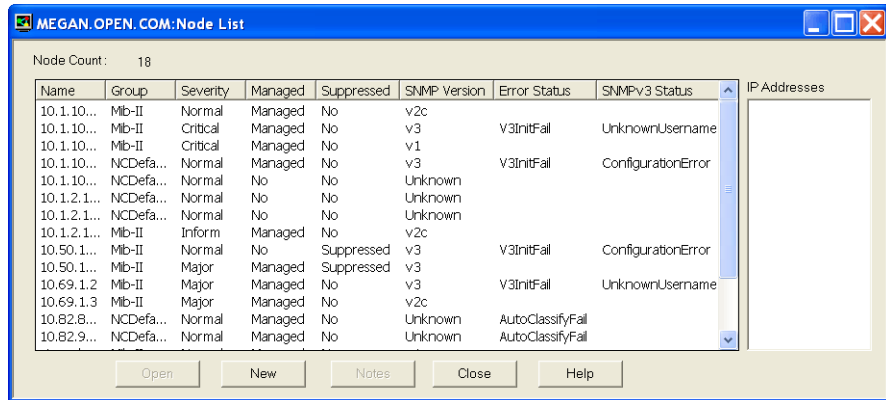 MEGAN.OPEN.COM:Node List
Node Count: 18
Name Group Severity Managed Suppressed SNMP Version Error Status SNMPv3 Status IP Addresses
10.1.10... Mib-II Normal Managed No v2c
10.1.10... Mib-II Critical Managed No v3 V3InitFail UnknownUsername
10.1.10... Mib-II Critical Managed No v1
10.1.10... NCDefa... Normal Managed No v3 V3InitFail ConfigurationError
10.1.10... NCDefa... Normal No No Unknown
10.1.2.1... NCDefa... Normal No No Unknown
10.1.2.1... NCDefa... Normal No No Unknown
10.1.2.1... Mib-II Inform Managed No v2c
10.50.1... Mib-II Normal No Suppressed v3 V3InitFail ConfigurationError
10.50.1... Mib-II Major Managed Suppressed v3
10.69.1.2 Mib-II Major Managed No v3 V3InitFail UnknownUsername
10.69.1.3 Mib-II Major Managed No v2c
10.82.8... NCDefa... Normal Managed No Unknown AutoClassifyFail
10.82.9... NCDefa... Normal Managed No Unknown AutoClassifyFail
Open New Notes Close Help